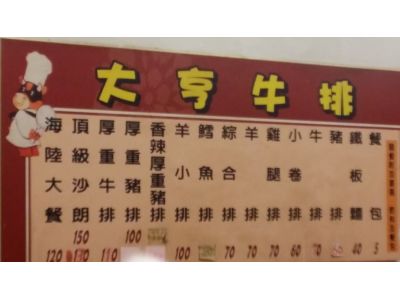 大亨牛排
海陸大餐 120
頂級沙朗 150
厚重牛排 110
厚重豬排 100
香辣厚重豬排
羊小排 100
鱈魚排
綜合排 70
羊排 70
雞腿排 70
小卷排 60
牛排 70
豬排
鐵板麵 40
餐包 5